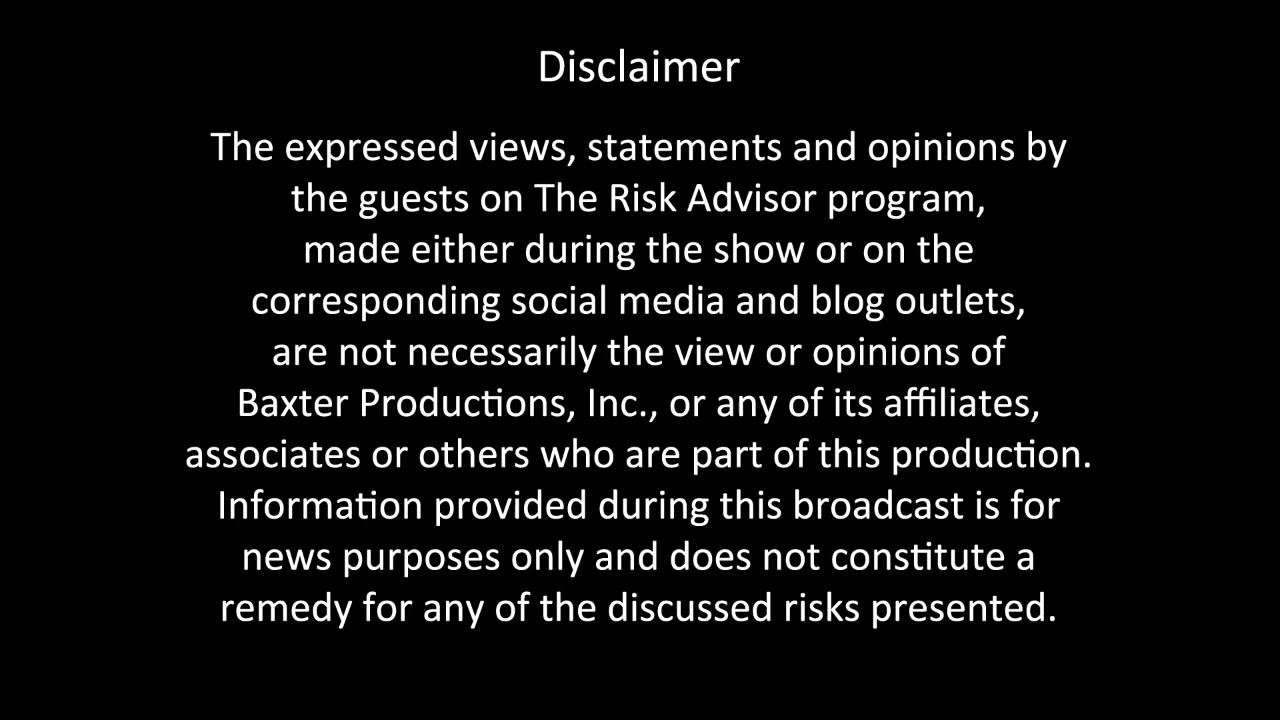 Disclaimer
The expressed views, statements and opinions by
the guests on The Risk Advisor program,
made either during the show or on the
corresponding social media and blog outlets,
are not necessarily the view or opinions of
Baxter Productions, Inc., or any of its affiliates,
associates or others who are part of this production.
Information provided during this broadcast is for
news purposes only and does not constitute a
remedy for any of the discussed risks presented.